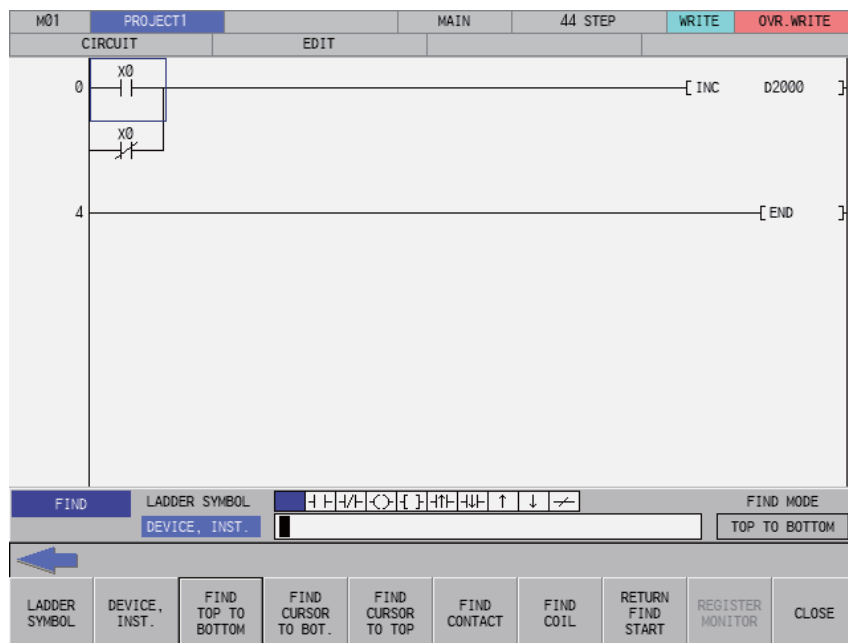 M01 PROJECT1 MAIN 44 STEP WRITE OVR.WRITE
CIRCUIT EDIT
X0
0 INC D2000
X0
4 END
FIND LADDER SYMBOL FIND MODE
DEVICE, INST. TOP TO BOTTOM
LADDER SYMBOL
DEVICE, INST.
FIND TOP TO BOTTOM
FIND CURSOR TO BOT.
FIND CURSOR TO TOP
FIND CONTACT
FIND COIL
RETURN FIND START
REGISTER MONITOR
CLOSE